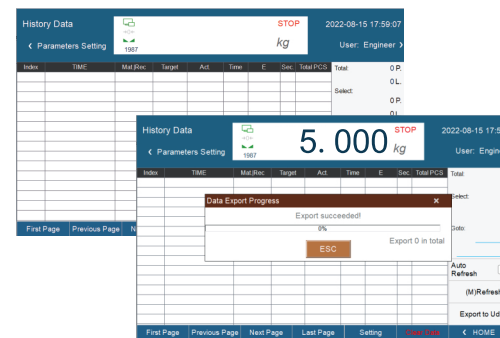 History Data
STOP
2022-08-15 17:59:07
kg
1987
‹ Parameters Setting
User: Engineer ›
Index TIME Mat.|Rec Target Act. Time E Sec. Total PCS
Total: 0 P.
0 L.
Select:
0 P.
0 L.
First Page Previous Page N
History Data
5.000
STOP
kg
2022-08-15 17:5
1987
‹ Parameters Setting
User: Engine
Index TIME Mat.|Rec Target Act. Time E Sec. Total PCS
Total:
Select:
Goto:
Data Export Progress ×
Export succeeded!
0%
Export 0 in total
ESC
Auto
Refresh
(M)Refresh
Export to Ud
First Page Previous Page Next Page Last Page Setting Clear Data ‹ HOME